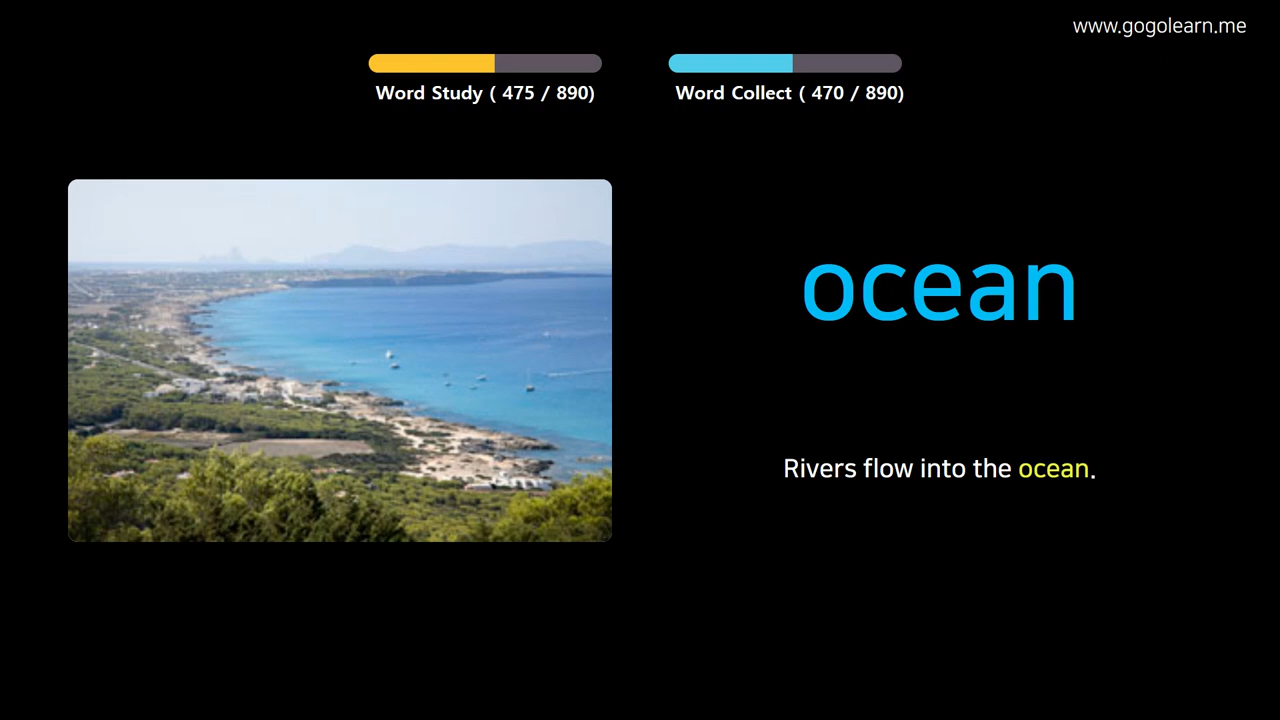 www.gogolearn.me
Word Study ( 475 / 890)
Word Collect ( 470 / 890)
ocean
Rivers flow into the ocean.